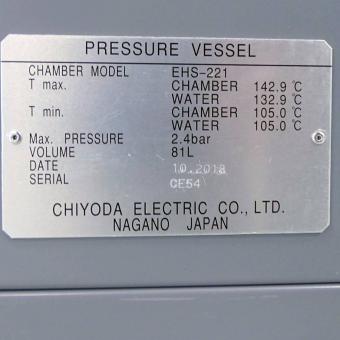 PRESSURE VESSEL
CHAMBER MODEL EHS-221
T max. CHAMBER 142.9 ℃
WATER 132.9 ℃
T min. CHAMBER 105.0 ℃
WATER 105.0 ℃
Max. PRESSURE 2.4bar
VOLUME 81L
DATE 10.2018
SERIAL CE54
CHIYODA ELECTRIC CO., LTD.
NAGANO JAPAN